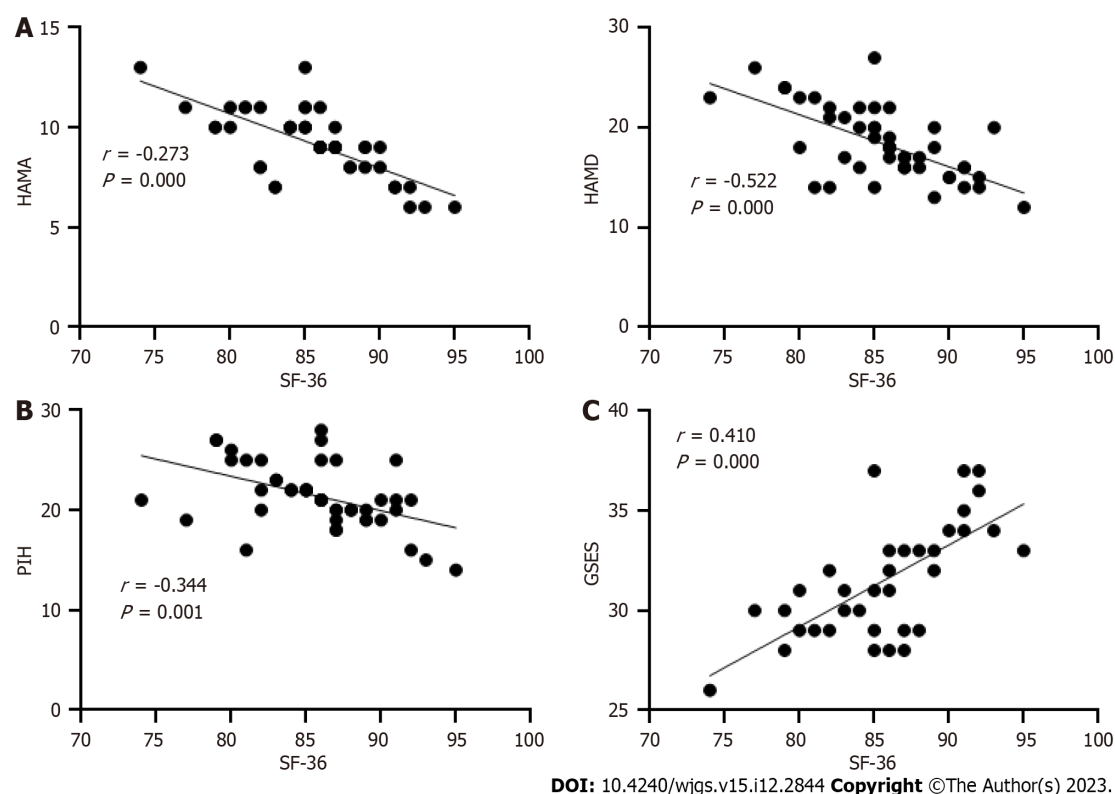 A
15
10
5
0
HAMA
r = -0.273
P = 0.000
70 75 80 85 90 95 100
SF-36
30
20
10
0
HAMD
r = -0.522
P = 0.000
70 75 80 85 90 95 100
SF-36
B
30
20
10
0
PIH
r = -0.344
P = 0.001
70 75 80 85 90 95 100
SF-36
C
40
35
30
25
GSES
r = 0.410
P = 0.000
70 75 80 85 90 95 100
SF-36
DOI: 10.4240/wjgs.v15.i12.2844 Copyright ©The Author(s) 2023.